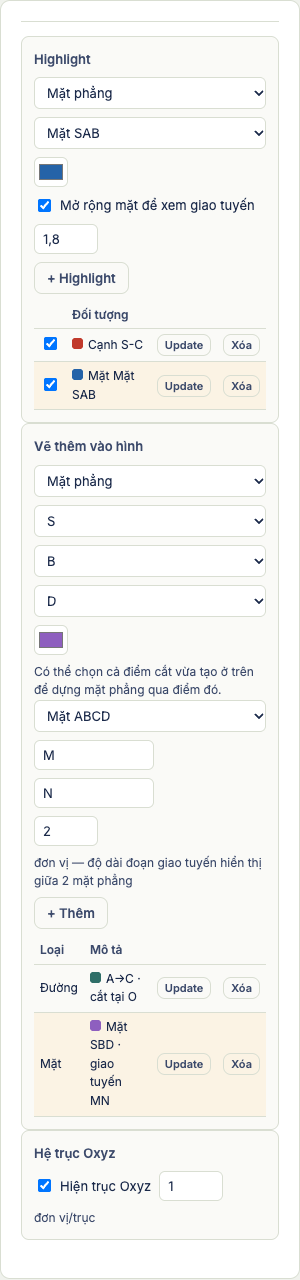 Highlight
Mặt phẳng
Mặt SAB
Mở rộng mặt để xem giao tuyến
1,8
+ Highlight
Đối tượng
Cạnh S-C Update Xóa
Mặt Mặt Update Xóa
SAB
Vẽ thêm vào hình
Mặt phẳng
S
B
D
Có thể chọn cả điểm cắt vừa tạo ở trên
để dựng mặt phẳng qua điểm đó.
Mặt ABCD
M
N
2
đơn vị — độ dài đoạn giao tuyến hiển thị
giữa 2 mặt phẳng
+ Thêm
Loại Mô tả
Đường A→C · Update Xóa
cắt tại O
Mặt
SBD ·
Mặt giao Update Xóa
tuyến
MN
Hệ trục Oxyz
Hiện trục Oxyz 1
đơn vị/trục